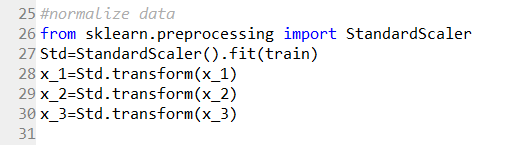 25 #normalize data
26 from sklearn.preprocessing import StandardScaler
27 Std=StandardScaler().fit(train)
28 x_1=Std.transform(x_1)
29 x_2=Std.transform(x_2)
30 x_3=Std.transform(x_3)
31